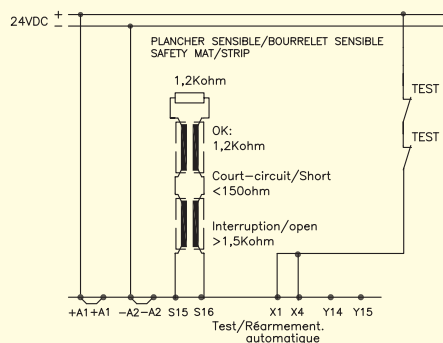 24VDC + −
PLANCHER SENSIBLE/BOURRELET SENSIBLE
SAFETY MAT/STRIP
1,2Kohm
TEST
OK:
1,2Kohm
TEST
Court-circuit/Short
<150ohm
Interruption/open
>1,5Kohm
+A1 +A1 −A2 −A2 S15 S16 X1 X4 Y14 Y15
Test/Réarmement.
automatique